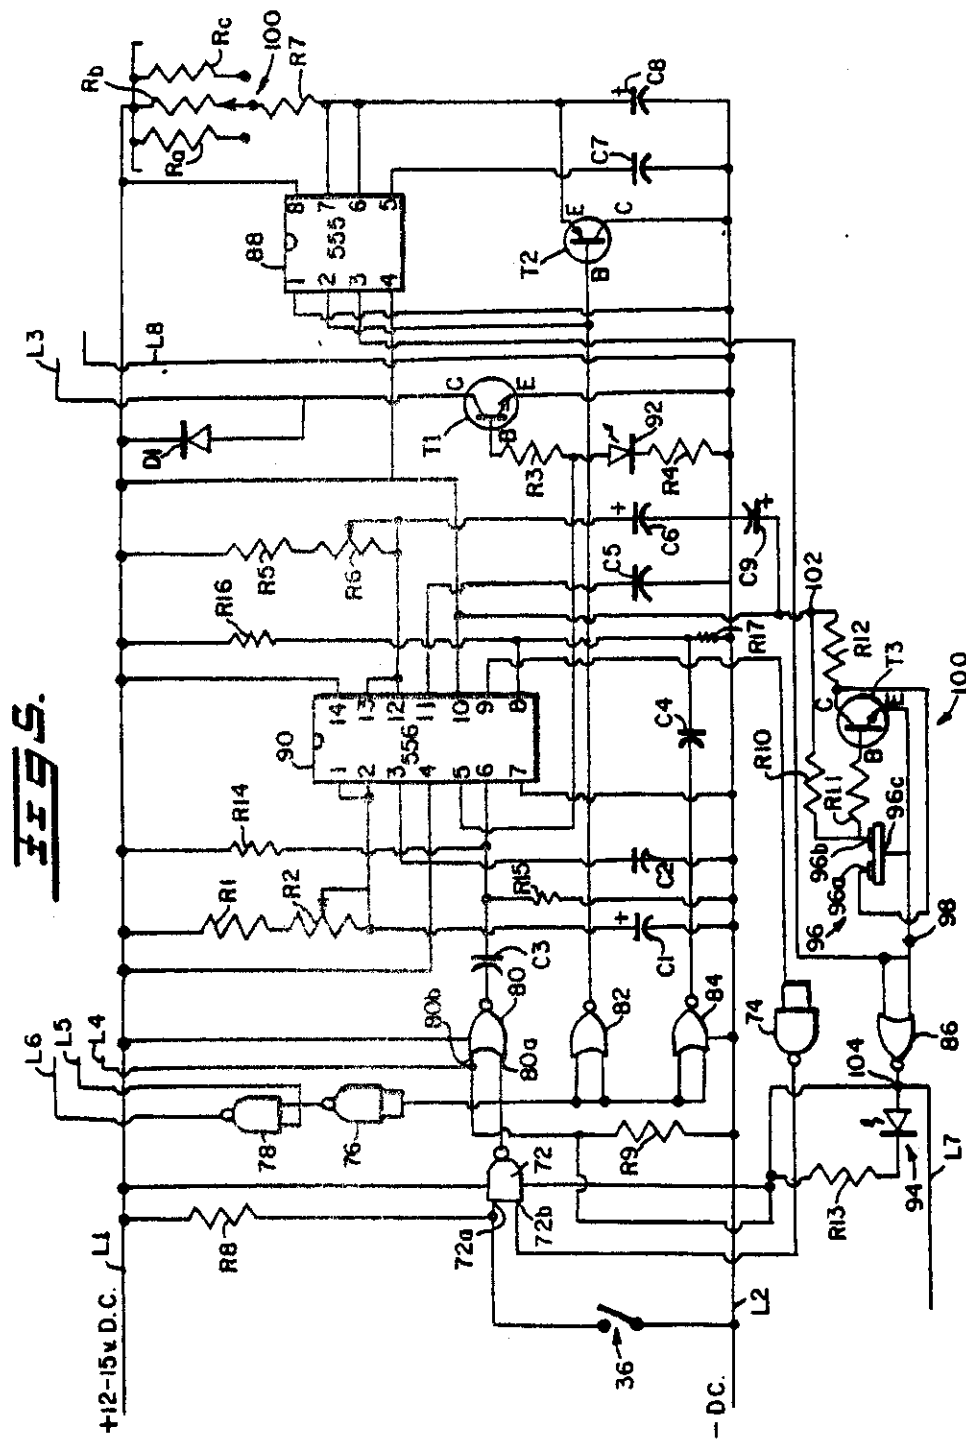 FIG 5.
L3
L6
L5
L4
L8
+12-15v D.C.
L1
Rb
Ra
Rc
100
R7
D1
R8
78
76
R1
R2
R14
R16
R5
R6
90
556
1
2
3
4
5
6
7
14
13
12
11
10
9
8
88
555
1
2
3
4
8
7
6
5
T1
C
B
E
R3
92
R4
T2
E
B
C
C7
C8
+
72a
72b
72
80b
80a
80
C3
R15
R9
82
84
C1
+
C2
C4
R17
C5
C6
+
C9
+
36
- D.C.
L2
74
R10
102
R12
R11
T3
C
B
E
R13
94
104
86
98
96
96a
96b
96c
100
L7